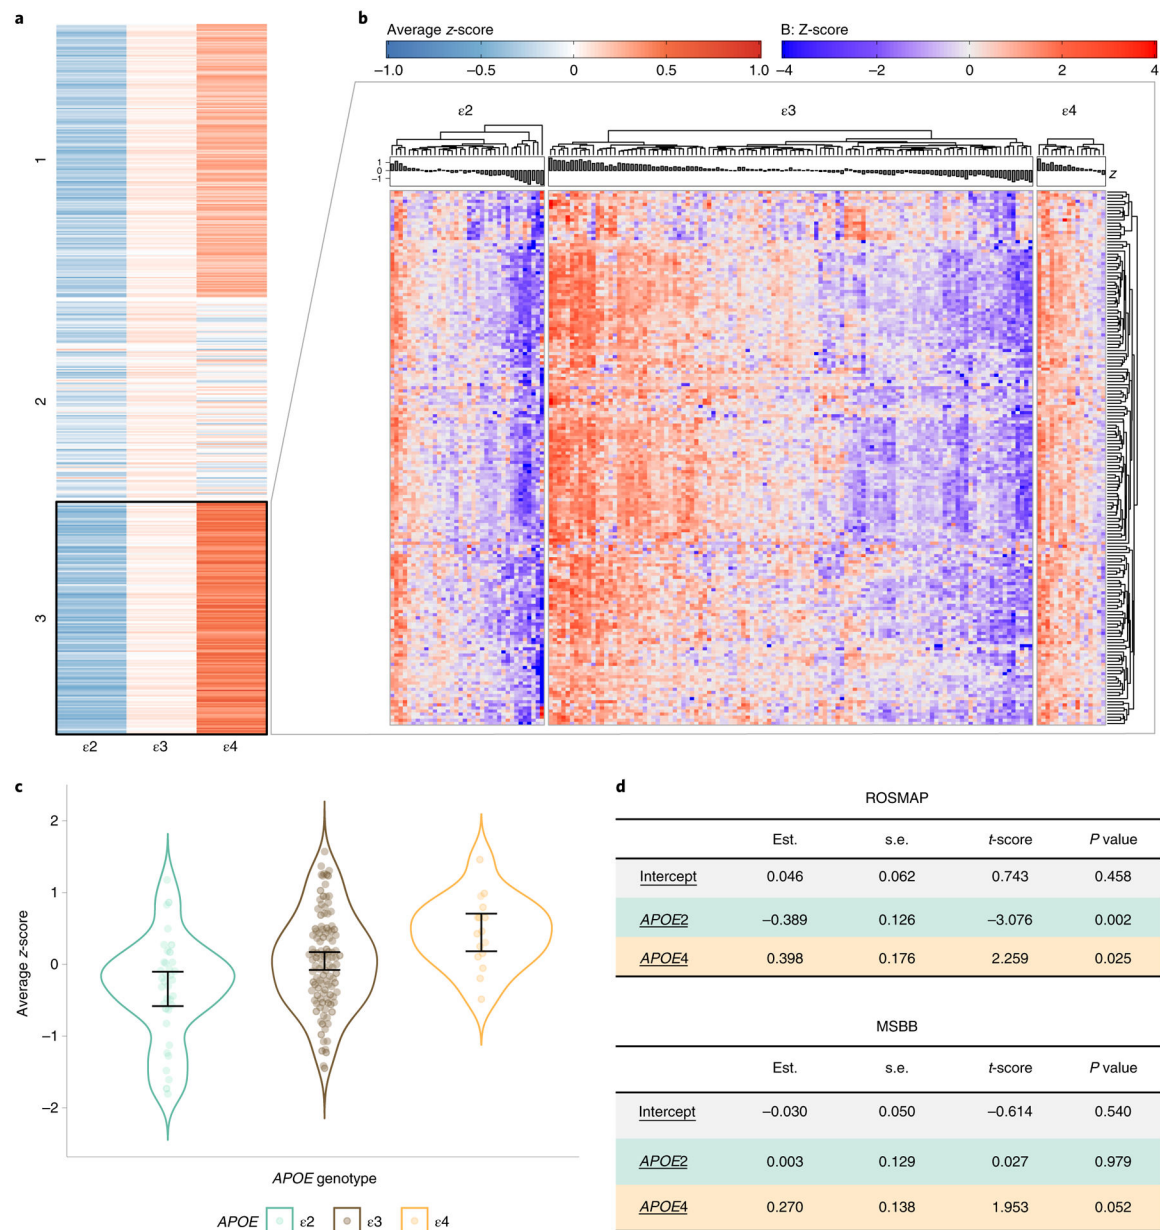 a
1
2
3
ε2 ε3 ε4
b
Average z-score B: Z-score
−1.0 −0.5 0 0.5 1.0 −4 −2 0 2 4
ε2 ε3 ε4
1
0
−1
z
c
2
1
0
−1
−2
Average z-score
APOE genotype
APOE ε2 ε3 ε4
d
ROSMAP
Est. s.e. t-score P value
Intercept 0.046 0.062 0.743 0.458
APOE2 −0.389 0.126 −3.076 0.002
APOE4 0.398 0.176 2.259 0.025
MSBB
Est. s.e. t-score P value
Intercept −0.030 0.050 −0.614 0.540
APOE2 0.003 0.129 0.027 0.979
APOE4 0.270 0.138 1.953 0.052